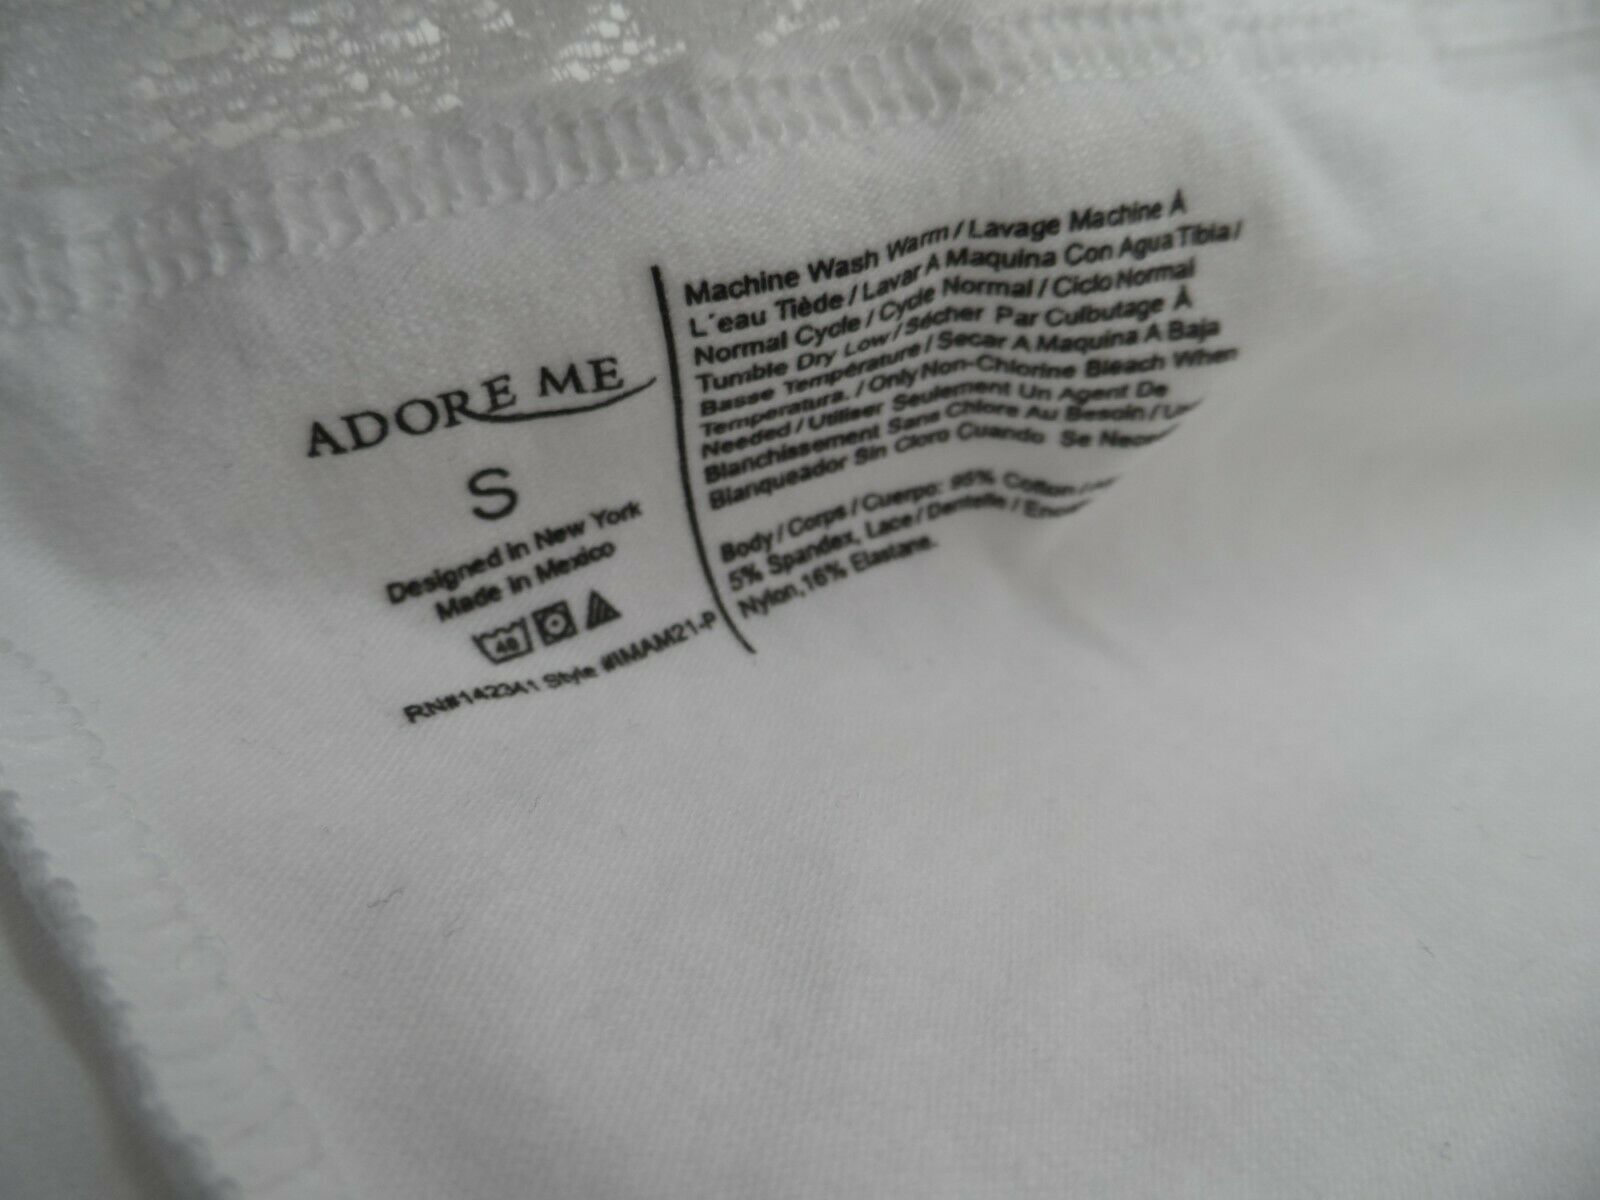 ADORE ME
S
Designed In New York
Made In Mexico
40
RN#142341 Style #IMAM21-P
Machine Wash Warm / Lavage Machine À
L'eau Tiède / Lavar A Maquina Con Agua Tibia /
Normal Cycle / Cycle Normal / Ciclo Normal
Tumble Dry Low / Sécher Par Culbutage À
Basse Température / Secar A Maquina A Baja
Temperatura. / Only Non-Chlorine Bleach When
Needed / Utiliser Seulement Un Agent De
Blanchissement Sans Chlore Au Besoin /
Blanqueador Sin Cloro Cuando Se
Body / Corps / Cuerpo: 95% Cotton /
5% Spandex, Lace / Dentelle /
Nylon, 16% Elastane.